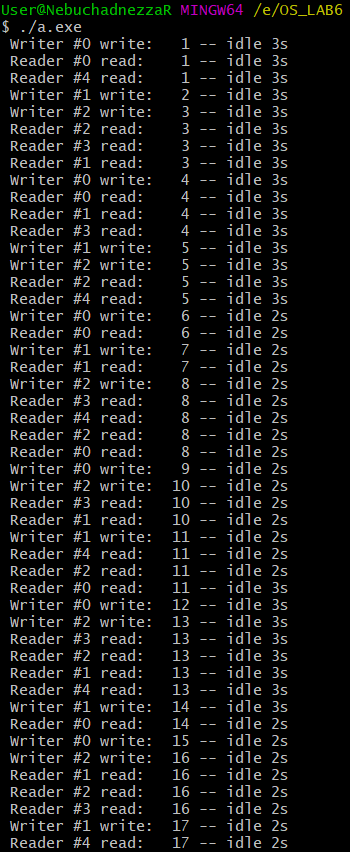 User@NebuchadnezzaR MINGW64 /e/OS_LAB6
$ ./a.exe
Writer #0 write:   1 -- idle 3s
Reader #0 read:    1 -- idle 3s
Reader #4 read:    1 -- idle 3s
Writer #1 write:   2 -- idle 3s
Writer #2 write:   3 -- idle 3s
Reader #2 read:    3 -- idle 3s
Reader #3 read:    3 -- idle 3s
Reader #1 read:    3 -- idle 3s
Writer #0 write:   4 -- idle 3s
Reader #0 read:    4 -- idle 3s
Reader #1 read:    4 -- idle 3s
Reader #3 read:    4 -- idle 3s
Writer #1 write:   5 -- idle 3s
Writer #2 write:   5 -- idle 3s
Reader #2 read:    5 -- idle 3s
Reader #4 read:    5 -- idle 3s
Writer #0 write:   6 -- idle 2s
Reader #0 read:    6 -- idle 2s
Writer #1 write:   7 -- idle 2s
Reader #1 read:    7 -- idle 2s
Writer #2 write:   8 -- idle 2s
Reader #3 read:    8 -- idle 2s
Reader #4 read:    8 -- idle 2s
Reader #2 read:    8 -- idle 2s
Reader #0 read:    8 -- idle 2s
Writer #0 write:   9 -- idle 2s
Writer #2 write:  10 -- idle 2s
Reader #3 read:   10 -- idle 2s
Reader #1 read:   10 -- idle 2s
Writer #1 write:  11 -- idle 2s
Reader #4 read:   11 -- idle 2s
Reader #2 read:   11 -- idle 2s
Reader #0 read:   11 -- idle 3s
Writer #0 write:  12 -- idle 3s
Writer #2 write:  13 -- idle 3s
Reader #3 read:   13 -- idle 3s
Reader #2 read:   13 -- idle 3s
Reader #1 read:   13 -- idle 3s
Reader #4 read:   13 -- idle 3s
Writer #1 write:  14 -- idle 3s
Reader #0 read:   14 -- idle 2s
Writer #0 write:  15 -- idle 2s
Writer #2 write:  16 -- idle 2s
Reader #1 read:   16 -- idle 2s
Reader #2 read:   16 -- idle 2s
Reader #3 read:   16 -- idle 2s
Writer #1 write:  17 -- idle 2s
Reader #4 read:   17 -- idle 2s